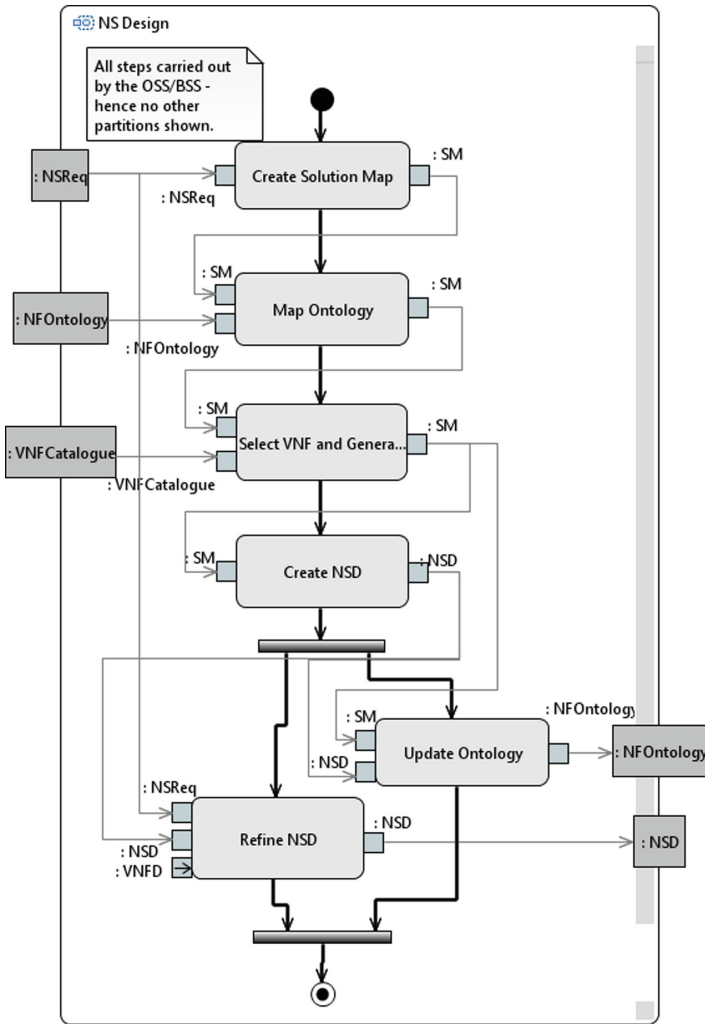 NS Design
All steps carried out
by the OSS/BSS -
hence no other
partitions shown.
: SM
: NSReq
Create Solution Map
: NSReq
: SM
: SM
: NFOntology
Map Ontology
: NFOntology
: SM
: SM
: VNFCatalogue
Select VNF and Genera...
: VNFCatalogue
: SM
: NSD
Create NSD
: NFOntology
: SM
: NFOntology
Update Ontology
: NSD
: NSReq
: NSD
Refine NSD
: NSD
: NSD
: VNFD